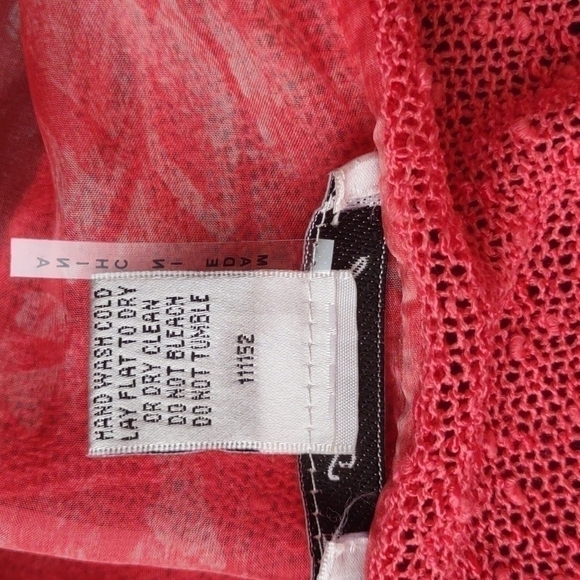 MADE IN CHINA
HAND WASH COLD
LAY FLAT TO DRY
OR DRY CLEAN
DO NOT BLEACH
DO NOT TUMBLE
111152